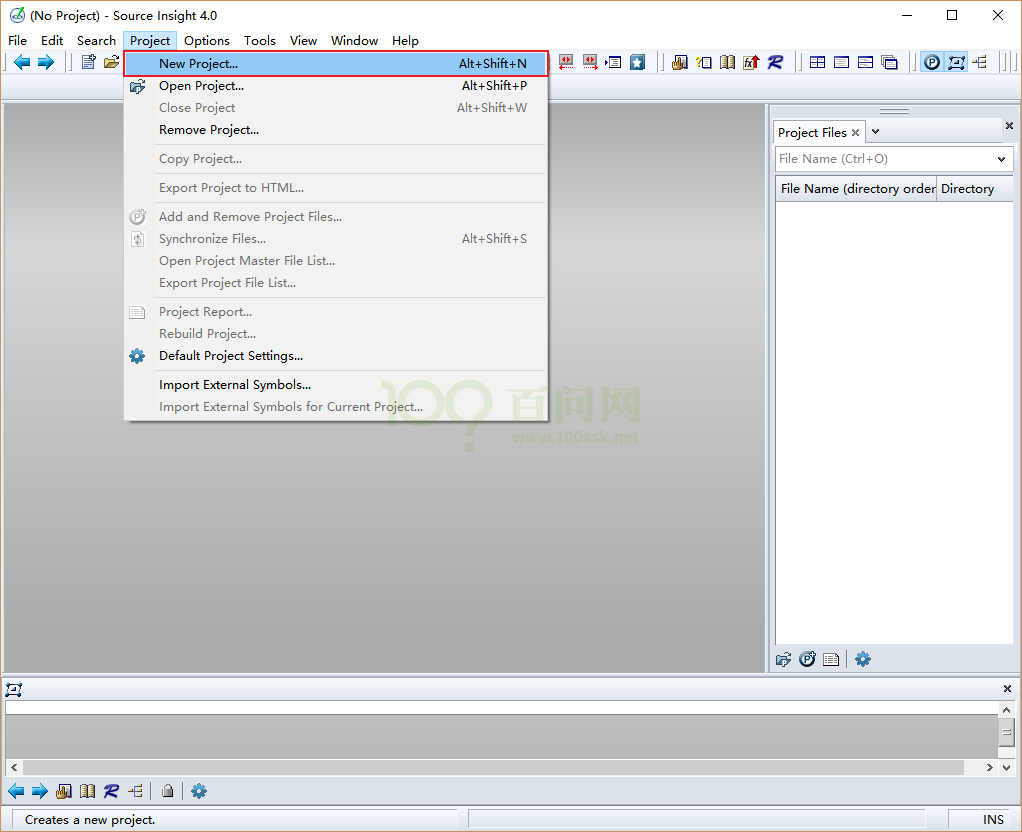 (No Project) - Source Insight 4.0
File Edit Search Project Options Tools View Window Help
New Project... Alt+Shift+N
Open Project... Alt+Shift+P
Close Project Alt+Shift+W
Remove Project...
Copy Project...
Export Project to HTML...
Add and Remove Project Files...
Synchronize Files... Alt+Shift+S
Open Project Master File List...
Export Project File List...
Project Report...
Rebuild Project...
Default Project Settings...
Import External Symbols...
Import External Symbols for Current Project...
Project Files
File Name (Ctrl+O)
File Name (directory order Directory
100 百问网
www.100ask.net
Creates a new project. INS